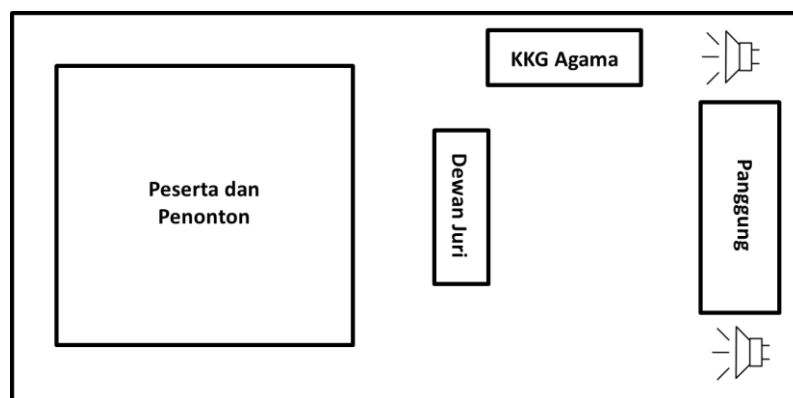 KKG Agama
Peserta dan
Penonton
Dewan Juri
Panggung